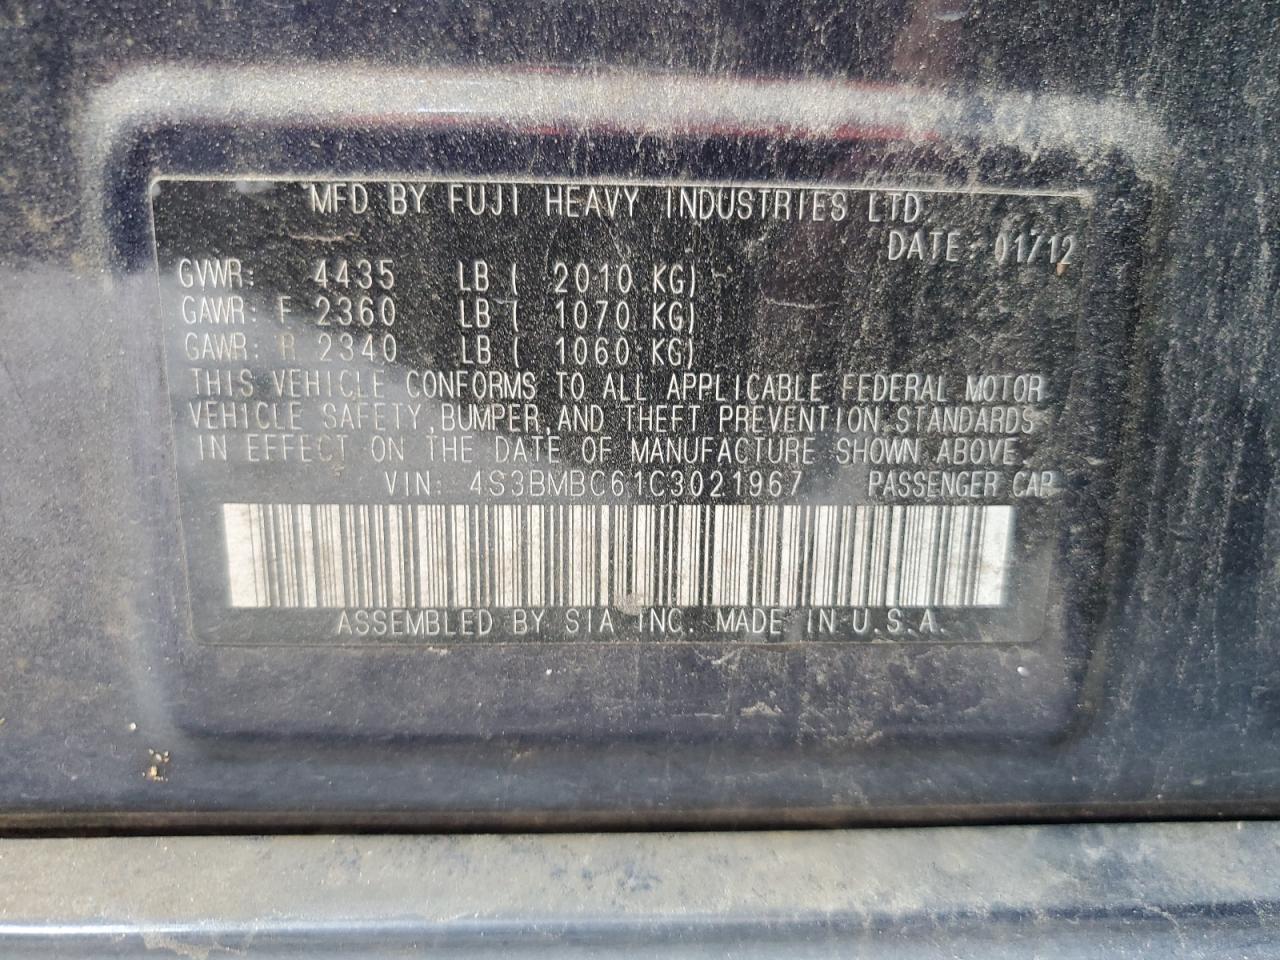 MFD BY FUJI HEAVY INDUSTRIES LTD
DATE: 01/12
GVWR: 4435 LB ( 2010 KG)
GAWR: F 2360 LB ( 1070 KG)
GAWR: R 2340 LB ( 1060 KG)
THIS VEHICLE CONFORMS TO ALL APPLICABLE FEDERAL MOTOR
VEHICLE SAFETY, BUMPER, AND THEFT PREVENTION STANDARDS
IN EFFECT ON THE DATE OF MANUFACTURE SHOWN ABOVE.
VIN: 4S3BMBC61C3021967 PASSENGER CAR
ASSEMBLED BY SIA INC. MADE IN U.S.A.